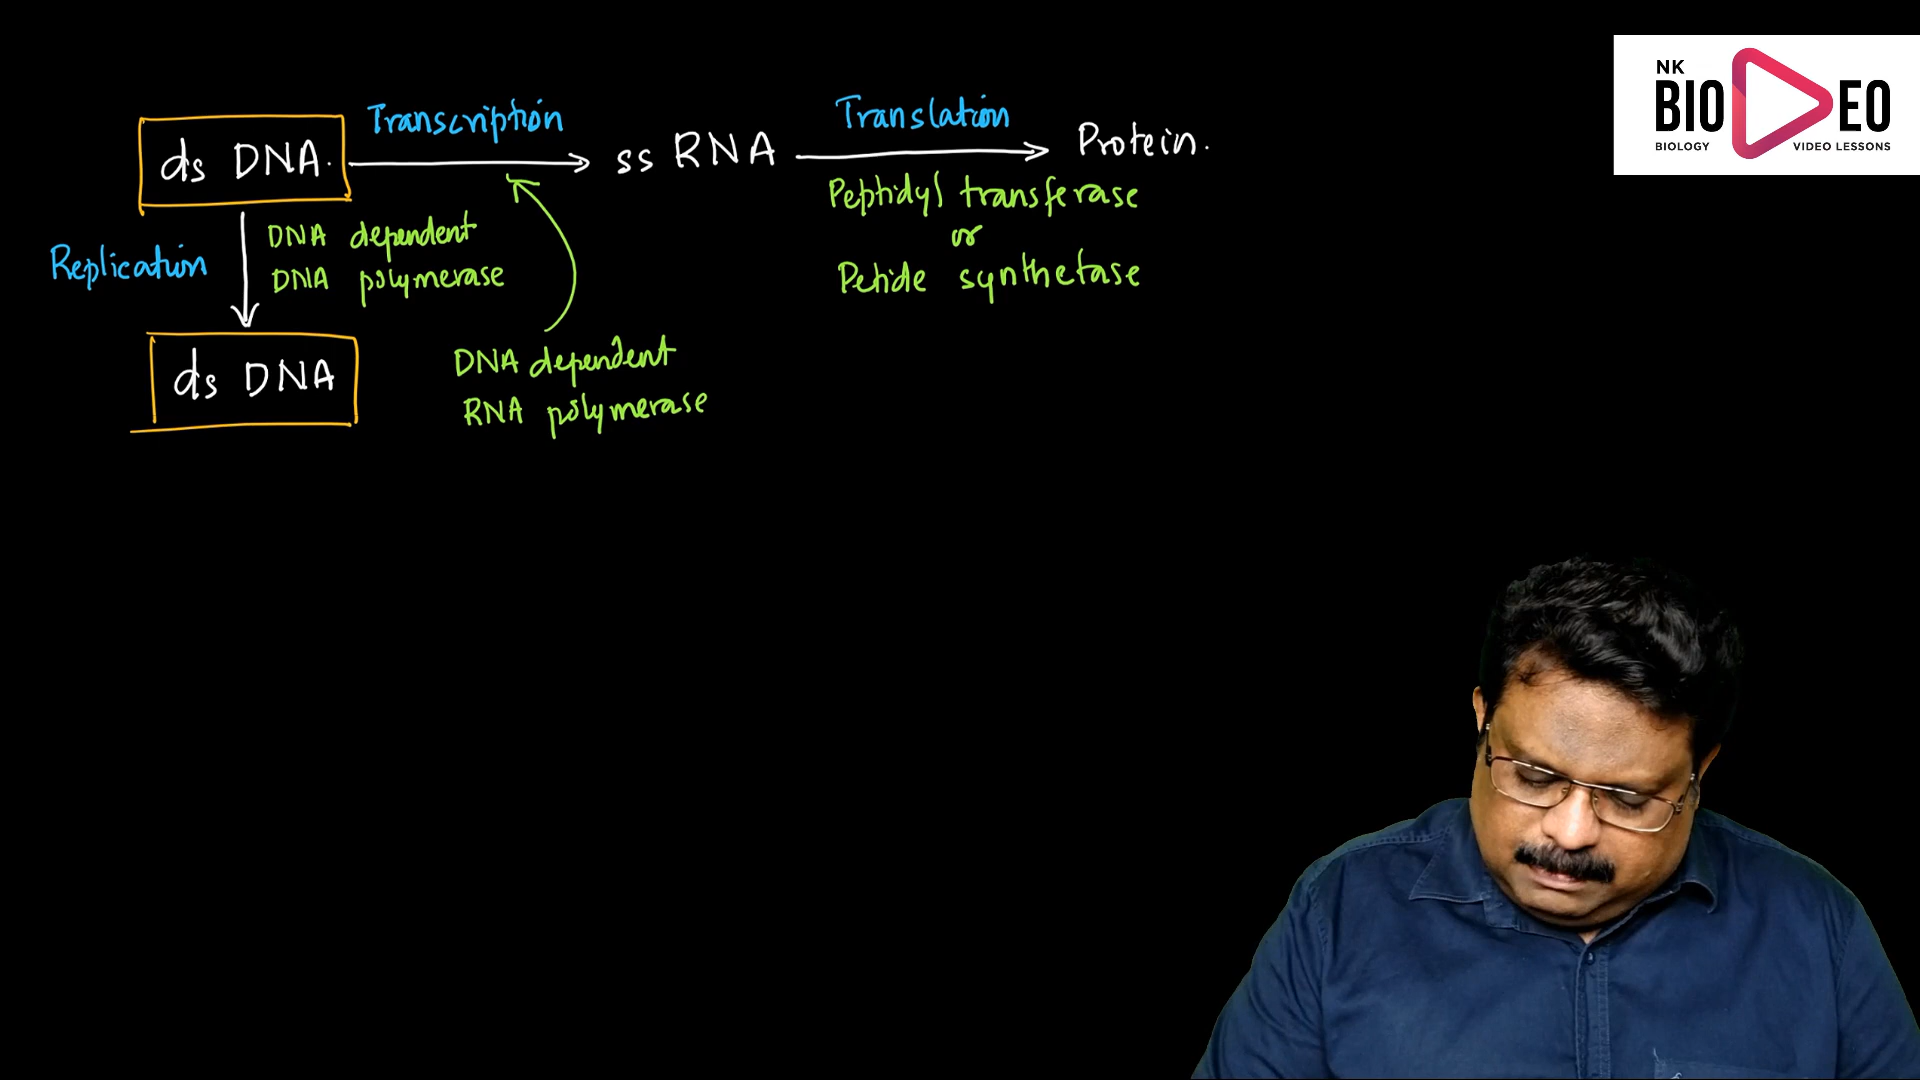 Transcription
ds DNA.
ss RNA
Translation
Protein.
Peptidyl transferase
or
Petide synthetase
Replication
DNA dependent
DNA polymerase
ds DNA
DNA dependent
RNA polymerase
NK
BIO EO
BIOLOGY VIDEO LESSONS